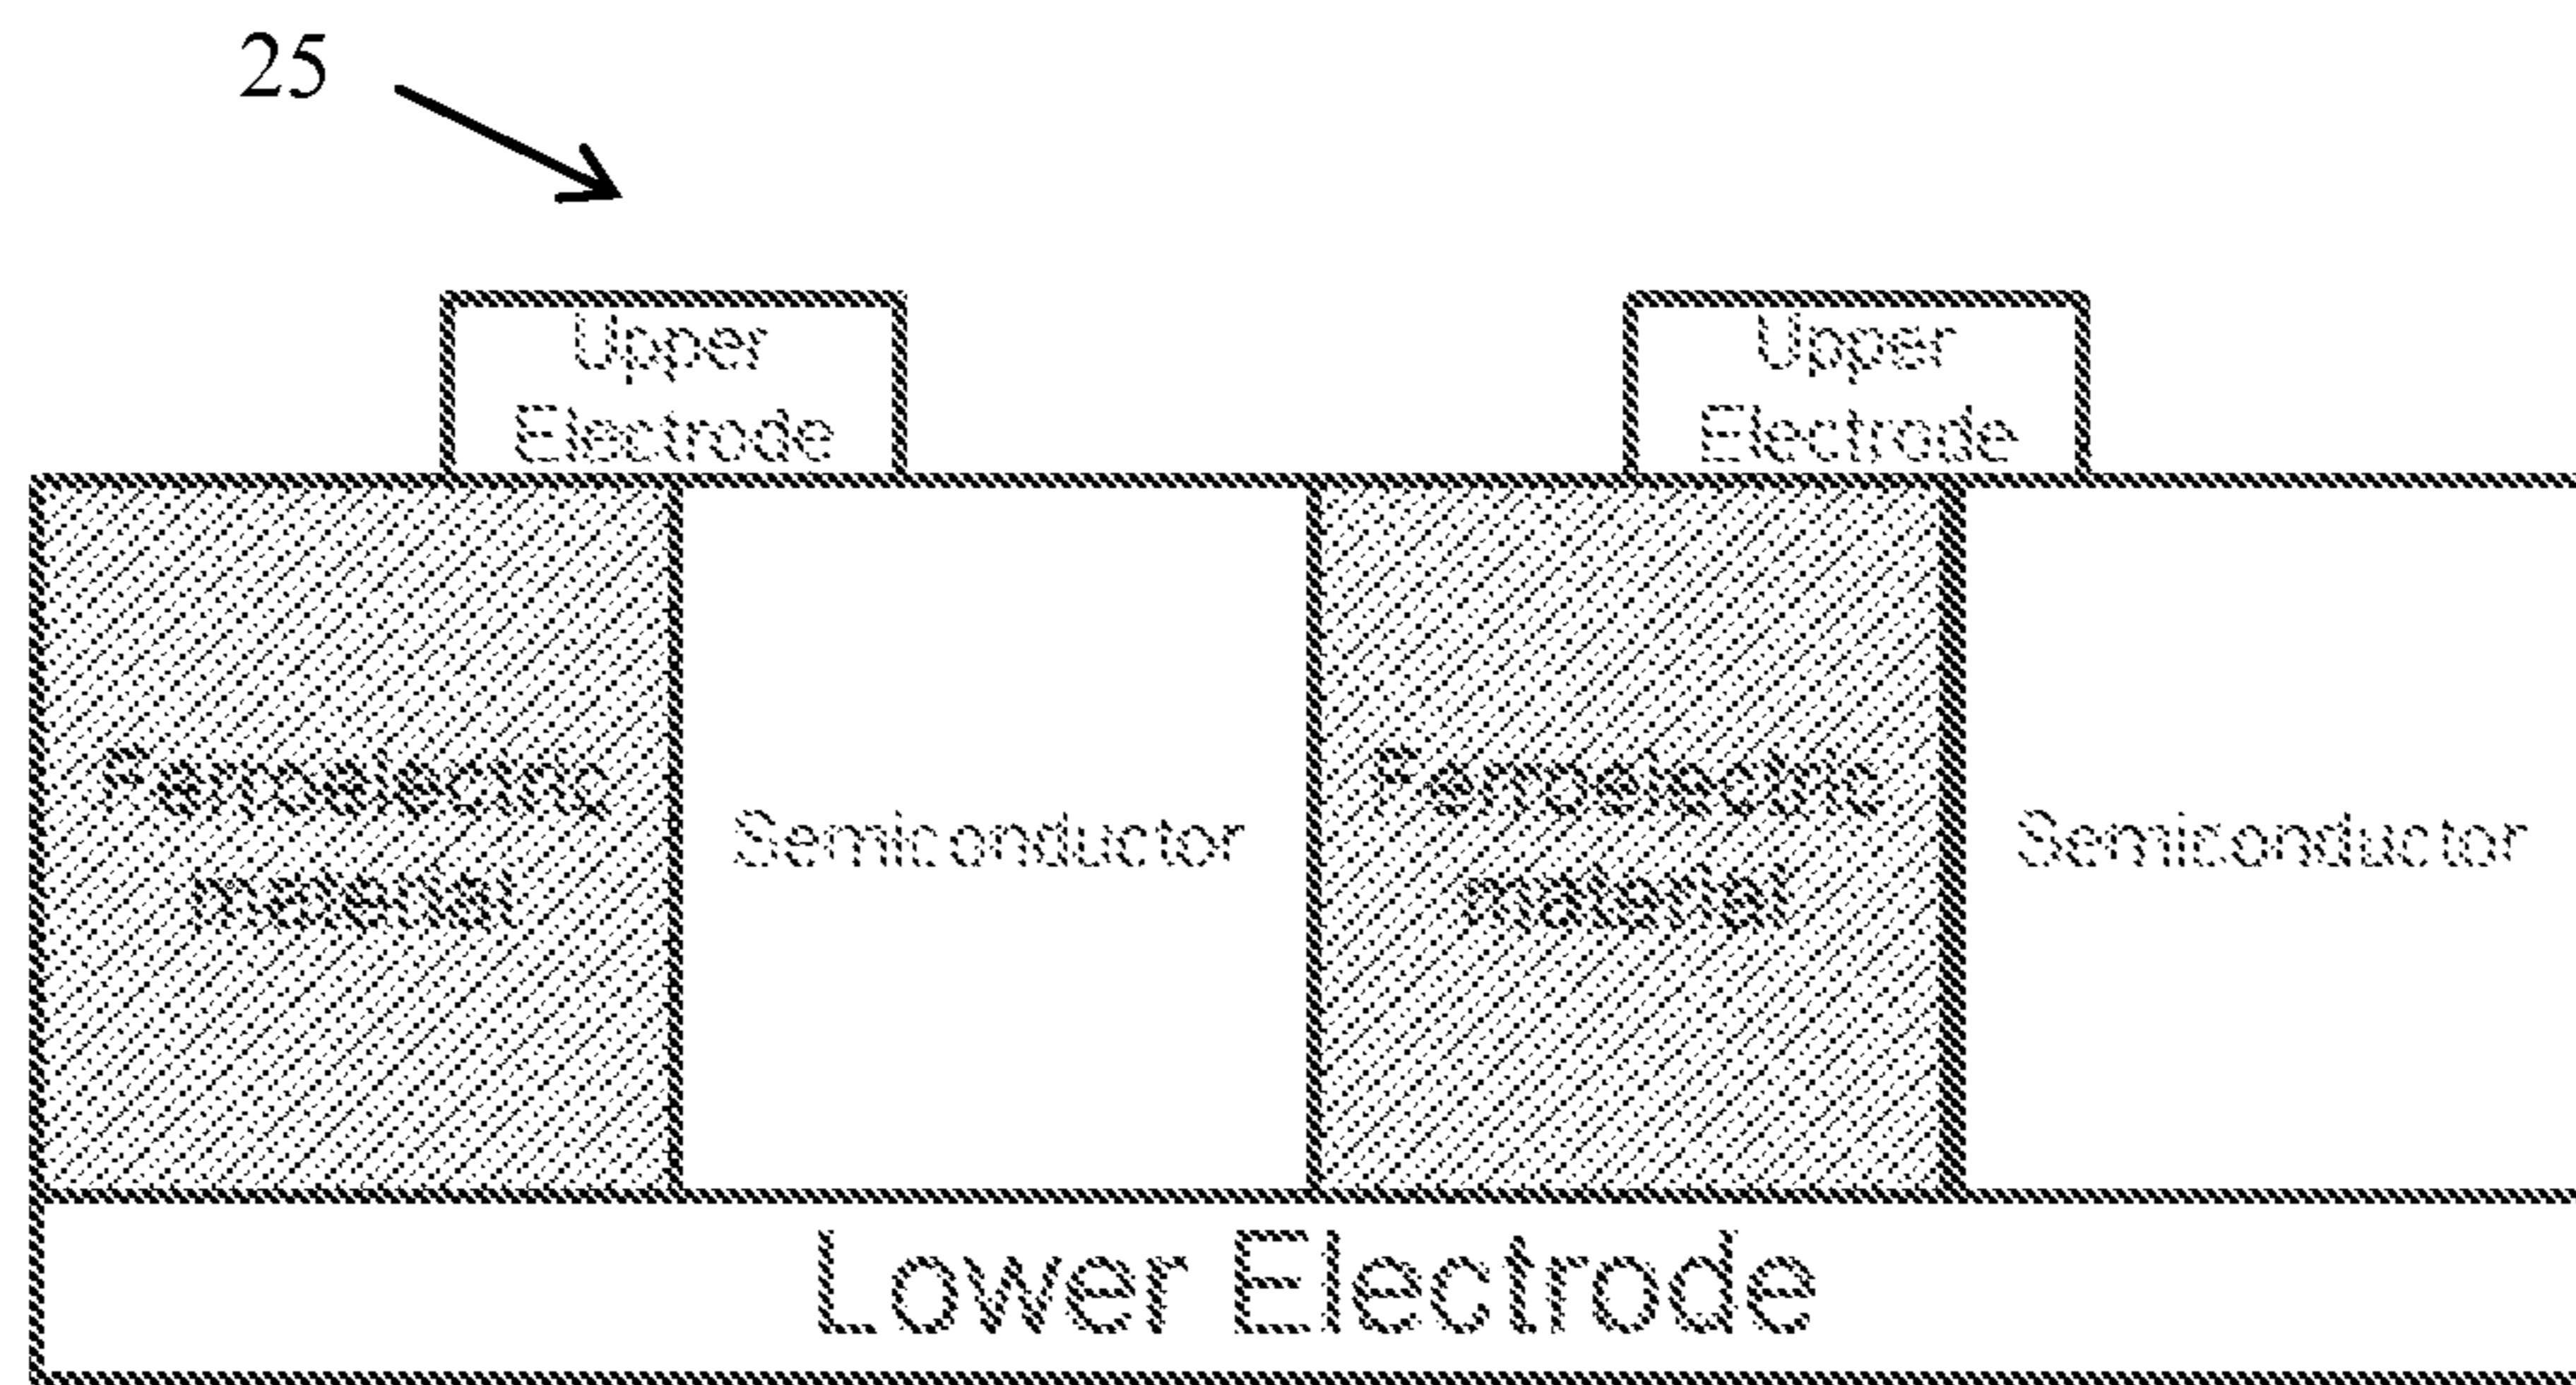 25
Upper
Electrode
Upper
Electrode
Ferroelectric
material
Semiconductor
Ferroelectric
material
Semiconductor
Lower Electrode